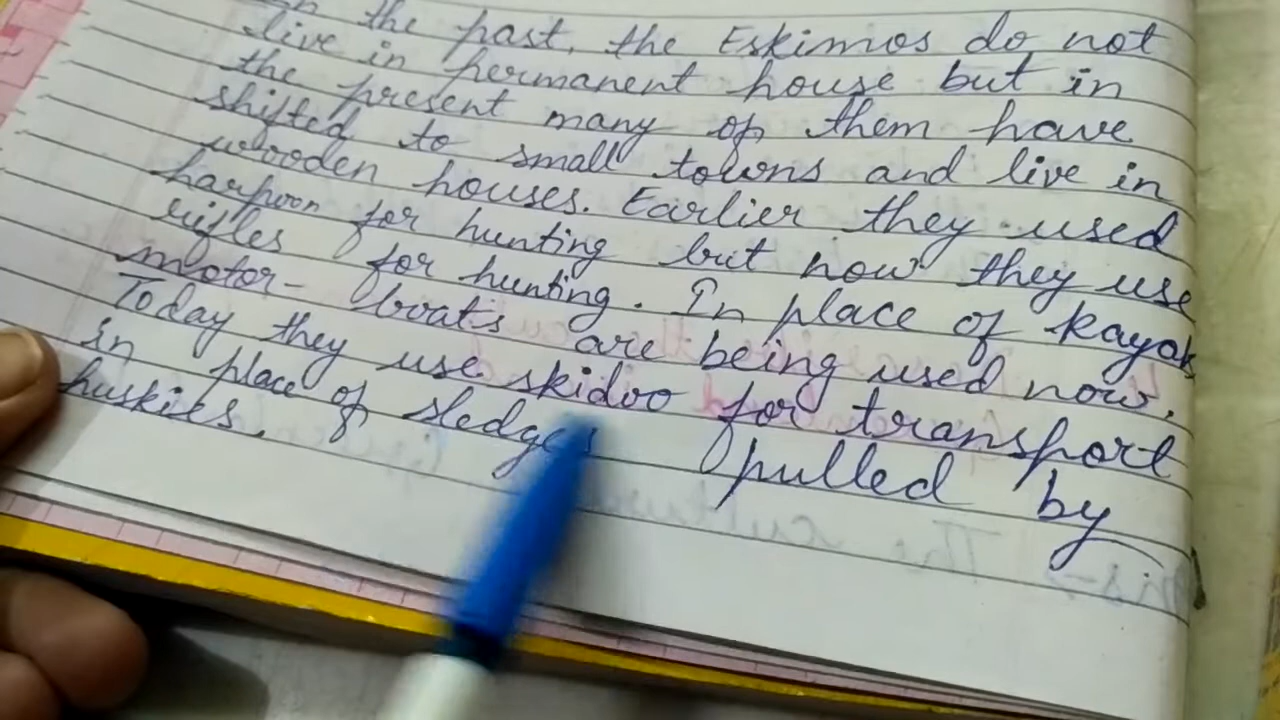 In the past, the Eskimos do not
live in permanent house but in
the present many of them have
shifted to small towns and live in
wooden houses. Earlier they used
harpoon for hunting but now they use
rifles for hunting. In place of Kayak
motor-boats are being used now.
Today they use skidoo for transport
in place of sledges pulled by
huskies.